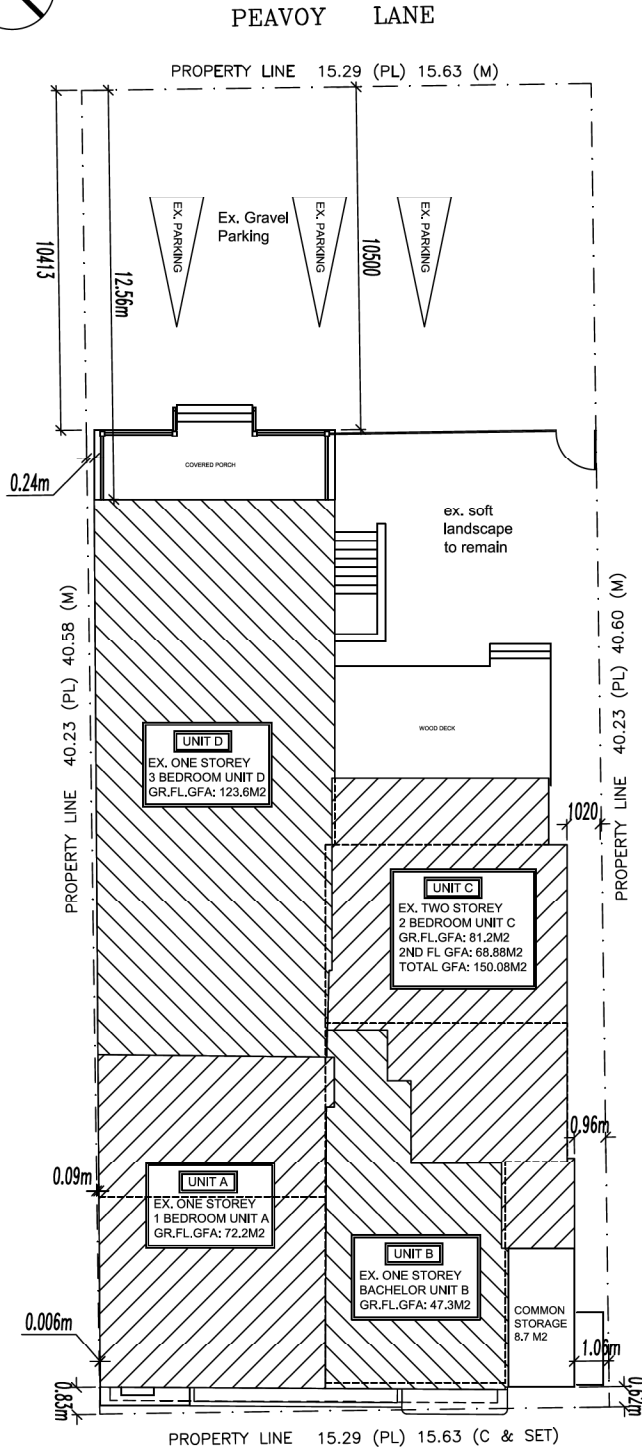 PEAVOY LANE
PROPERTY LINE 15.29 (PL) 15.63 (M)
10413
12.56m
EX. PARKING
Ex. Gravel
Parking
EX. PARKING
10500
EX. PARKING
0.24m
COVERED PORCH
ex. soft
landscape
to remain
PROPERTY LINE 40.23 (PL) 40.58 (M)
PROPERTY LINE 40.23 (PL) 40.60 (M)
WOOD DECK
UNIT D
EX. ONE STOREY
3 BEDROOM UNIT D
GR.FL.GFA: 123.6M2
1020
UNIT C
EX. TWO STOREY
2 BEDROOM UNIT C
GR.FL.GFA: 81.2M2
2ND FL GFA: 68.88M2
TOTAL GFA: 150.08M2
0.96m
0.09m
UNIT A
EX. ONE STOREY
1 BEDROOM UNIT A
GR.FL.GFA: 72.2M2
UNIT B
EX. ONE STOREY
BACHELOR UNIT B
GR.FL.GFA: 47.3M2
COMMON
STORAGE
8.7 M2
0.006m
1.06m
0.83m
0.62m
PROPERTY LINE 15.29 (PL) 15.63 (C & SET)